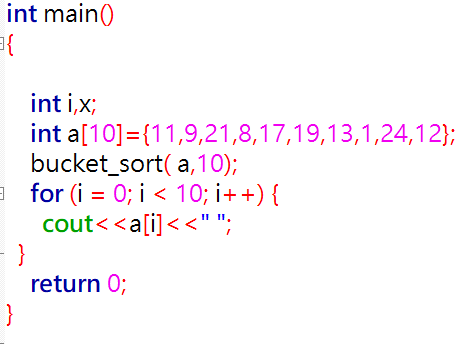 int main()
{
int i,x;
int a[10]={11,9,21,8,17,19,13,1,24,12};
bucket_sort( a,10);
for (i = 0; i < 10; i++) {
cout<<a[i]<<" ";
}
return 0;
}